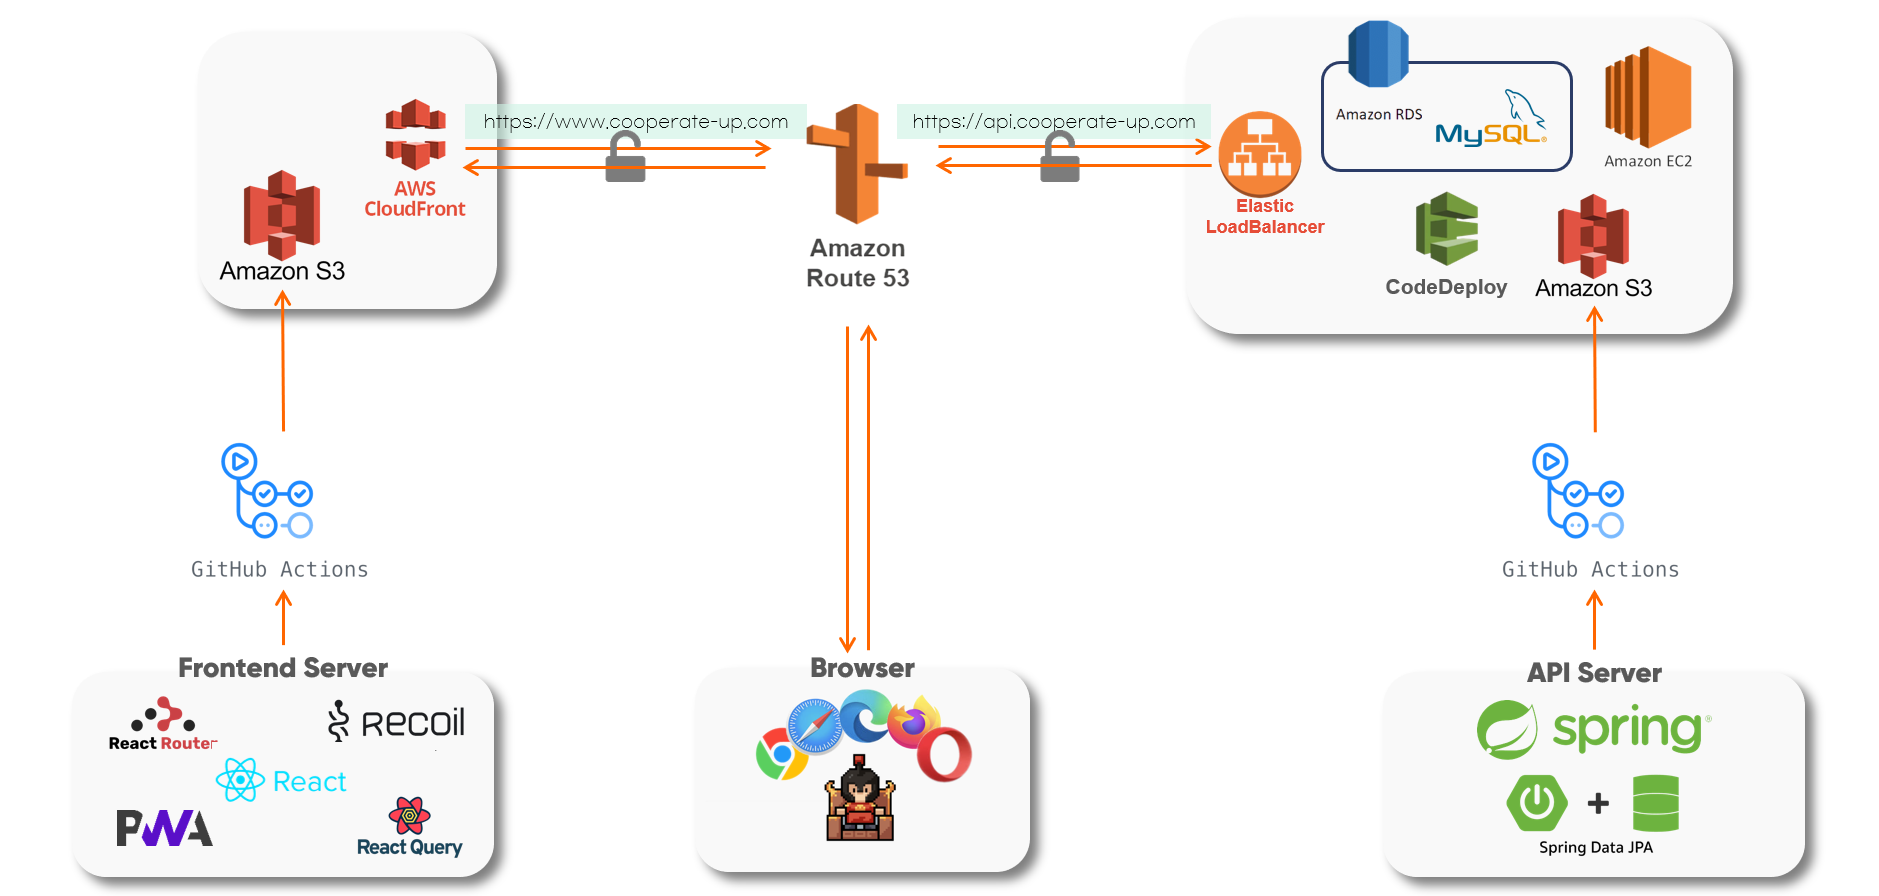 https://www.cooperate-up.com
https://api.cooperate-up.com
AWS
CloudFront
Amazon S3
Amazon
Route 53
Elastic
LoadBalancer
Amazon RDS
MySQL®
Amazon EC2
CodeDeploy
Amazon S3
GitHub Actions
GitHub Actions
Frontend Server
React Router
Recoil
React
PWA
React Query
Browser
API Server
spring®
+
Spring Data JPA